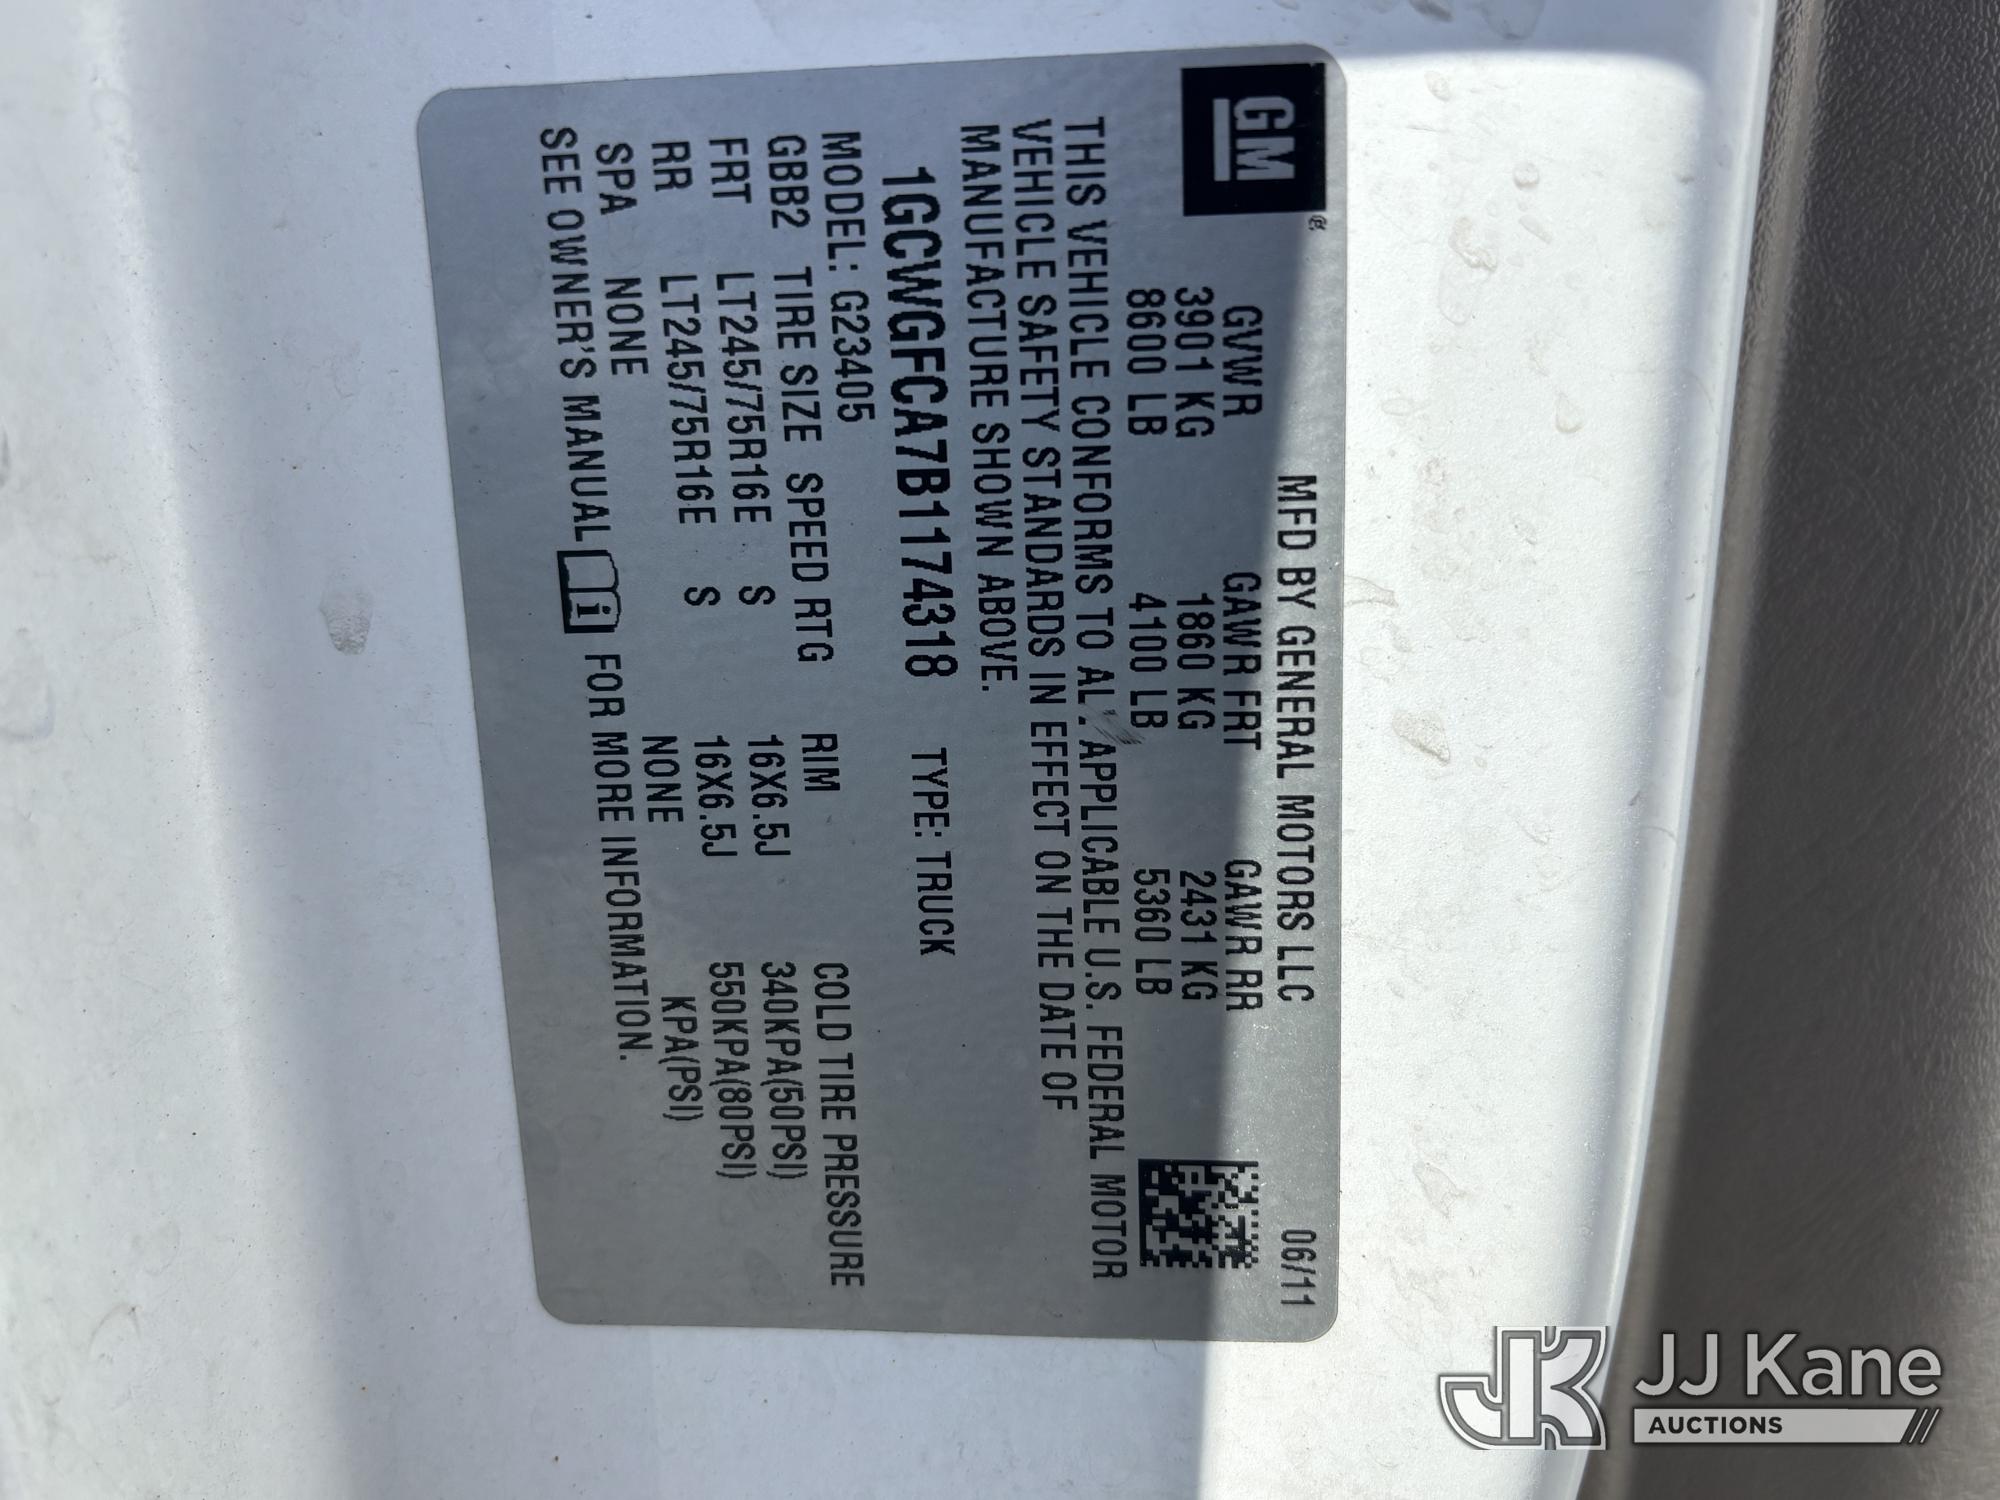 GM
®
MFD BY GENERAL MOTORS LLC 06/11
GVWR GAWR FRT GAWR RR
3901 KG 1860 KG 2431 KG
8600 LB 4100 LB 5360 LB
THIS VEHICLE CONFORMS TO ALL APPLICABLE U.S. FEDERAL MOTOR
VEHICLE SAFETY STANDARDS IN EFFECT ON THE DATE OF
MANUFACTURE SHOWN ABOVE.
1GCWGFCA7B1174318 TYPE: TRUCK
MODEL: G23405
GBB2 TIRE SIZE SPEED RTG RIM COLD TIRE PRESSURE
FRT LT245/75R16E S 16X6.5J 340KPA(50PSI)
RR LT245/75R16E S 16X6.5J 550KPA(80PSI)
SPA NONE NONE KPA(PSI)
SEE OWNER'S MANUAL i FOR MORE INFORMATION.
JK JJ Kane
AUCTIONS